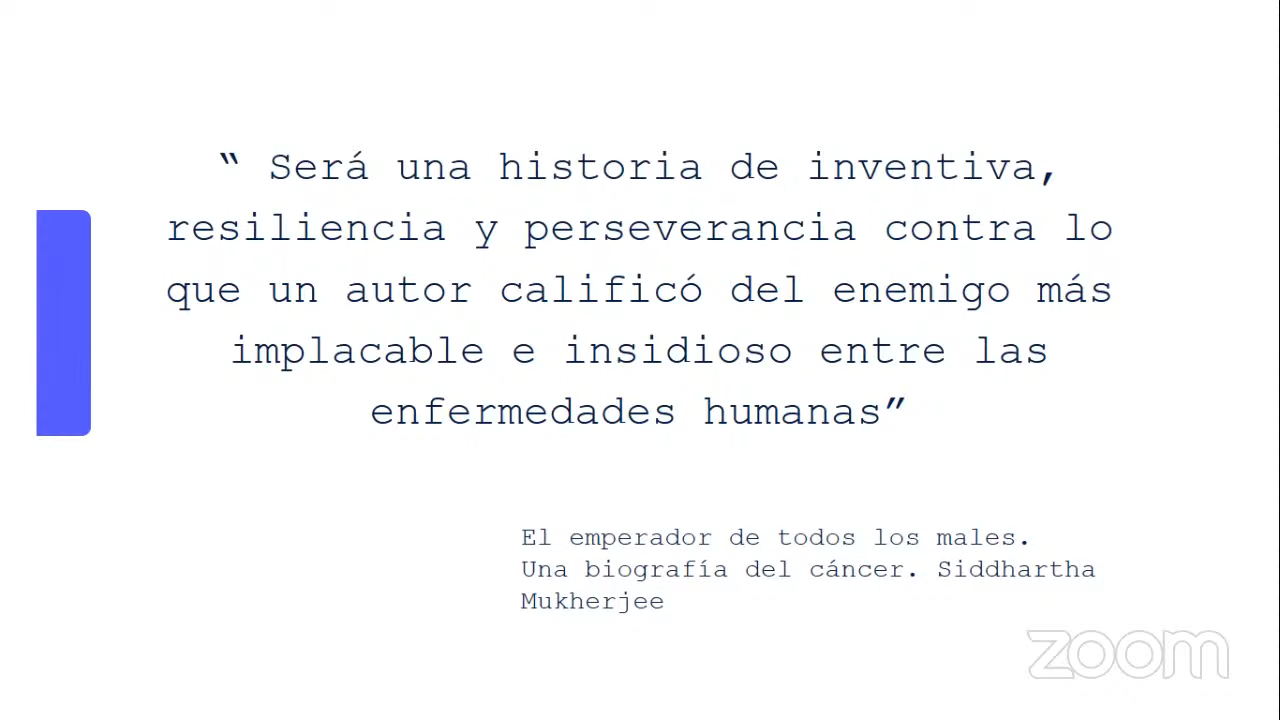 “ Será una historia de inventiva,
resiliencia y perseverancia contra lo
que un autor calificó del enemigo más
implacable e insidioso entre las
enfermedades humanas”
El emperador de todos los males.
Una biografía del cáncer. Siddhartha
Mukherjee
zoom